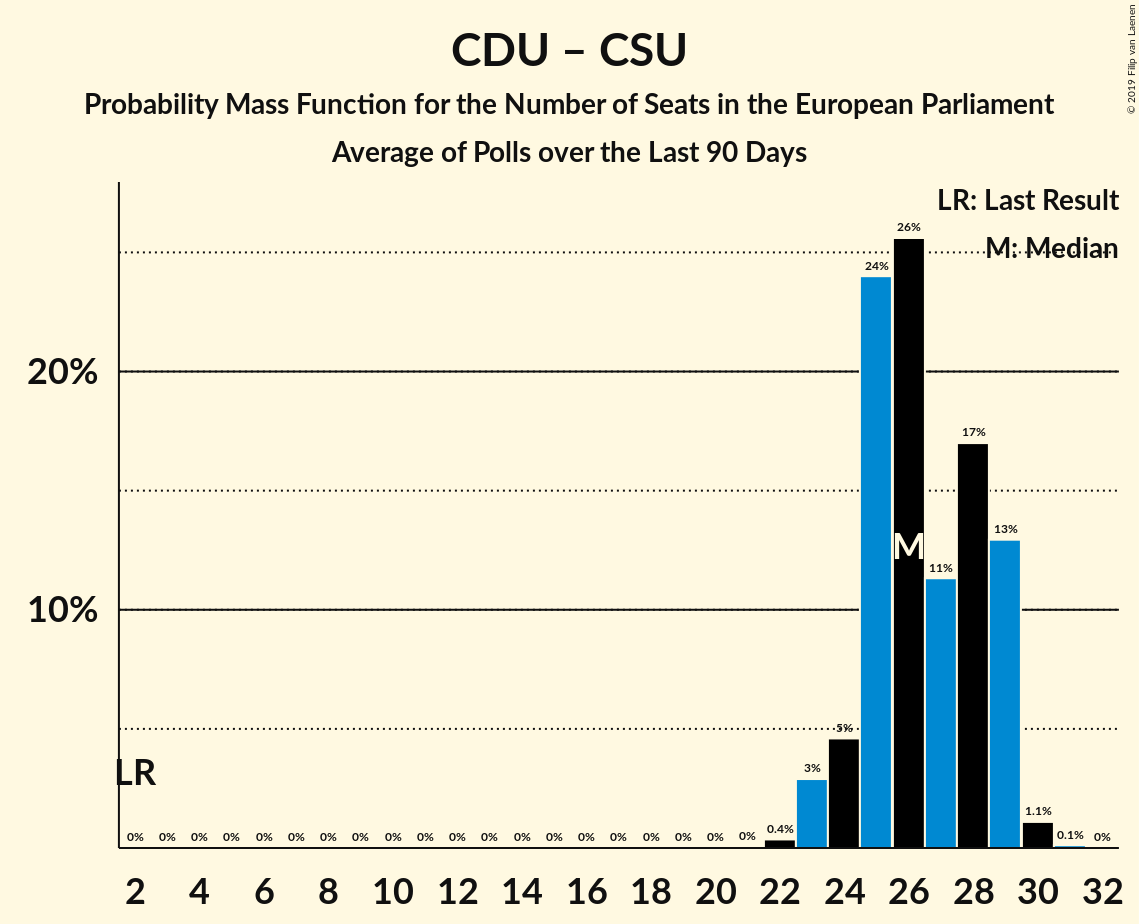 CDU – CSU
Probability Mass Function for the Number of Seats in the European Parliament
Average of Polls over the Last 90 Days
© 2019 Filip van Laenen
LR: Last Result
M: Median
26%
24%
20%
17%
13%
M
11%
10%
5%
3%
LR
1.1%
0% 0% 0% 0% 0% 0% 0% 0% 0% 0% 0% 0% 0% 0% 0% 0% 0% 0% 0% 0% 0.4% 0.1% 0%
2 4 6 8 10 12 14 16 18 20 22 24 26 28 30 32